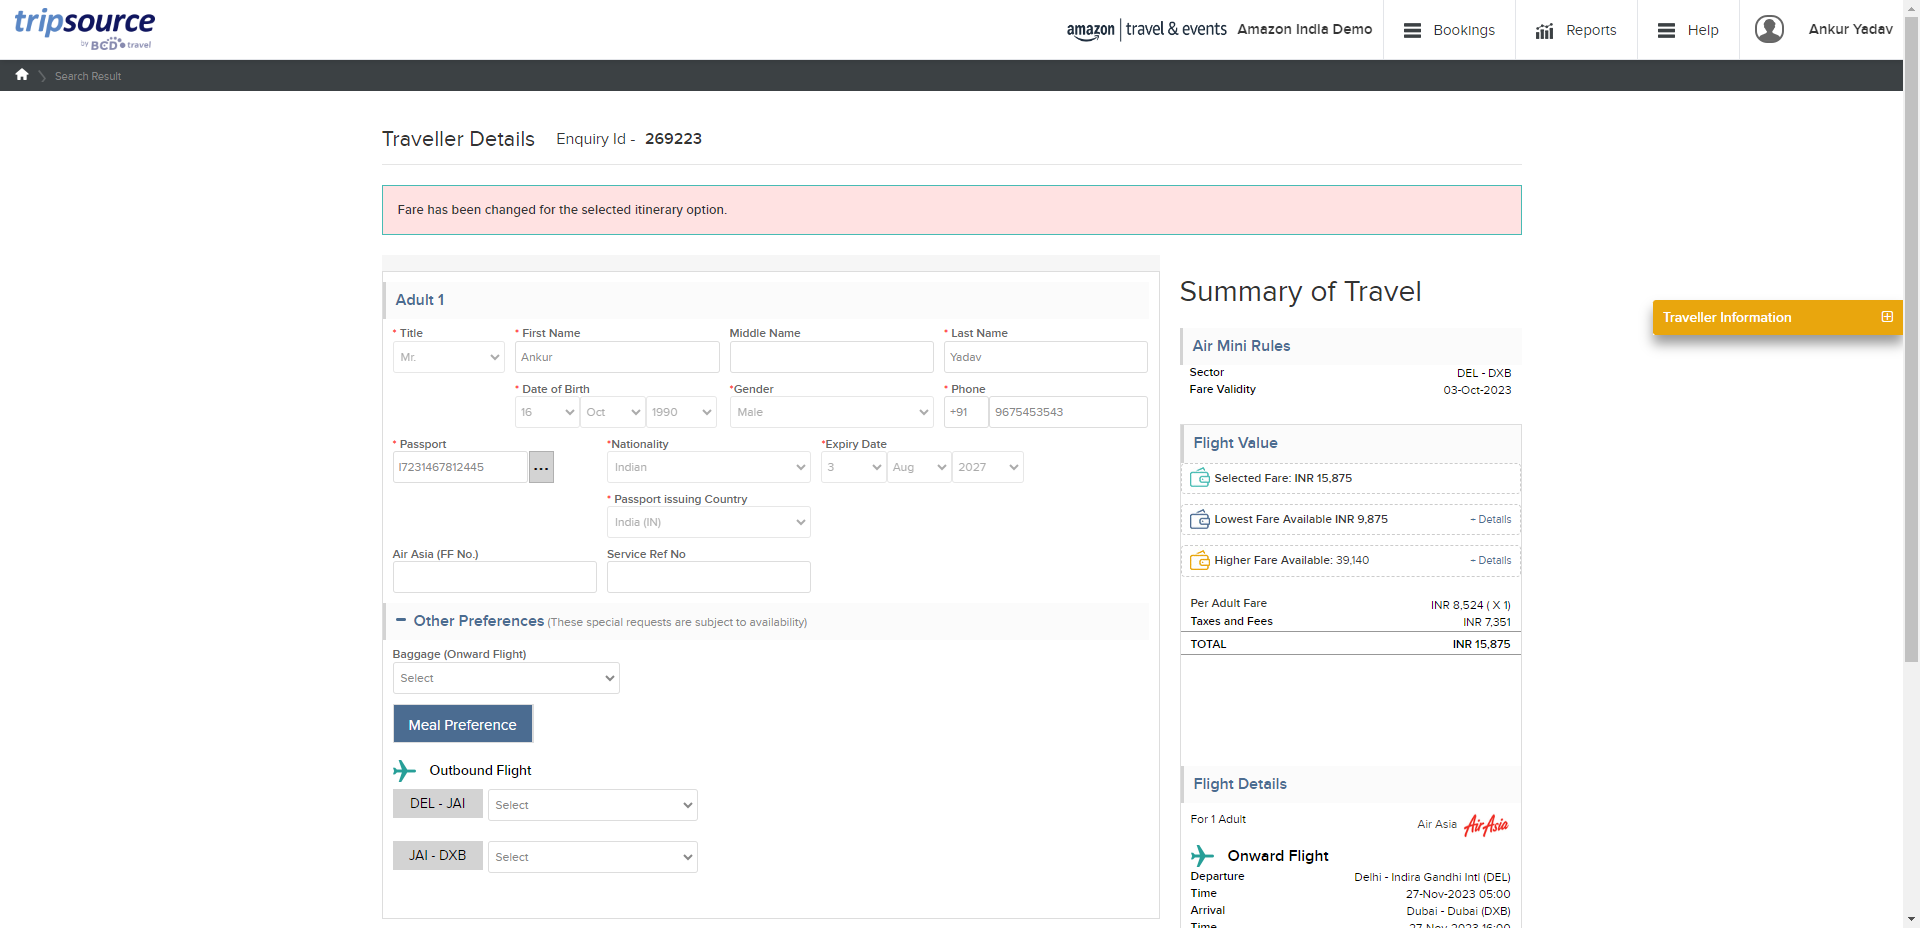 tripsource
by BCD travel
amazon travel & events
Amazon India Demo
Bookings
Reports
Help
Ankur Yadav
Search Result
Traveller Details
Enquiry Id - 269223
Fare has been changed for the selected itinerary option.
Adult 1
* Title
* First Name
Middle Name
* Last Name
Mr.
Ankur
Yadav
* Date of Birth
*Gender
* Phone
16
Oct
1990
Male
+91
9675453543
* Passport
*Nationality
*Expiry Date
I7231467812445
...
Indian
3
Aug
2027
* Passport issuing Country
India (IN)
Air Asia (FF No.)
Service Ref No
− Other Preferences (These special requests are subject to availability)
Baggage (Onward Flight)
Select
Meal Preference
Outbound Flight
DEL - JAI
Select
JAI - DXB
Select
Summary of Travel
Air Mini Rules
Sector DEL - DXB
Fare Validity 03-Oct-2023
Flight Value
Selected Fare: INR 15,875
Lowest Fare Available INR 9,875 + Details
Higher Fare Available: 39,140 + Details
Per Adult Fare INR 8,524 ( X 1)
Taxes and Fees INR 7,351
TOTAL INR 15,875
Flight Details
For 1 Adult Air Asia AirAsia
Onward Flight
Departure Delhi - Indira Gandhi Intl (DEL)
Time 27-Nov-2023 05:00
Arrival Dubai - Dubai (DXB)
Time 27-Nov-2023 16:00
Traveller Information